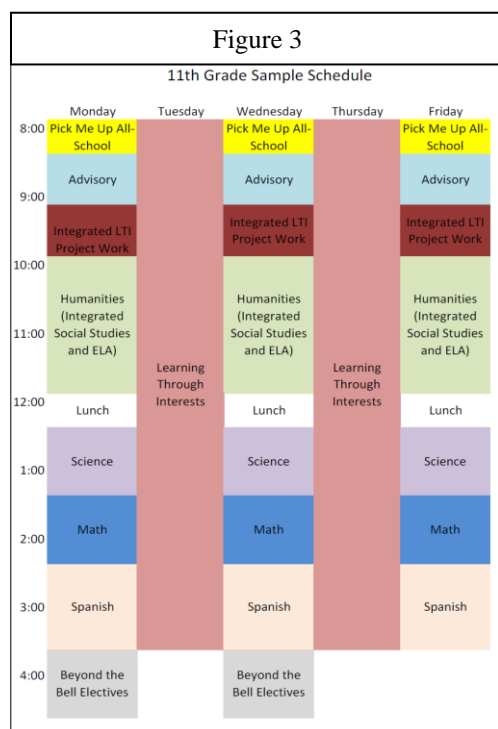 Figure 3
11th Grade Sample Schedule
Monday Tuesday Wednesday Thursday Friday
8:00 Pick Me Up All- Pick Me Up All- Pick Me Up All-
School School School
Advisory Advisory Advisory
9:00
Integrated LTI Integrated LTI Integrated LTI
Project Work Project Work Project Work
10:00
Humanities Humanities Humanities
(Integrated (Integrated (Integrated
11:00
Social Studies Social Studies Social Studies
and ELA) and ELA) and ELA)
Learning Learning
Through Through
Interests Interests
12:00
Lunch Lunch Lunch
Science Science Science
1:00
Math Math Math
2:00
Spanish Spanish Spanish
3:00
4:00 Beyond the Beyond the
Bell Electives Bell Electives